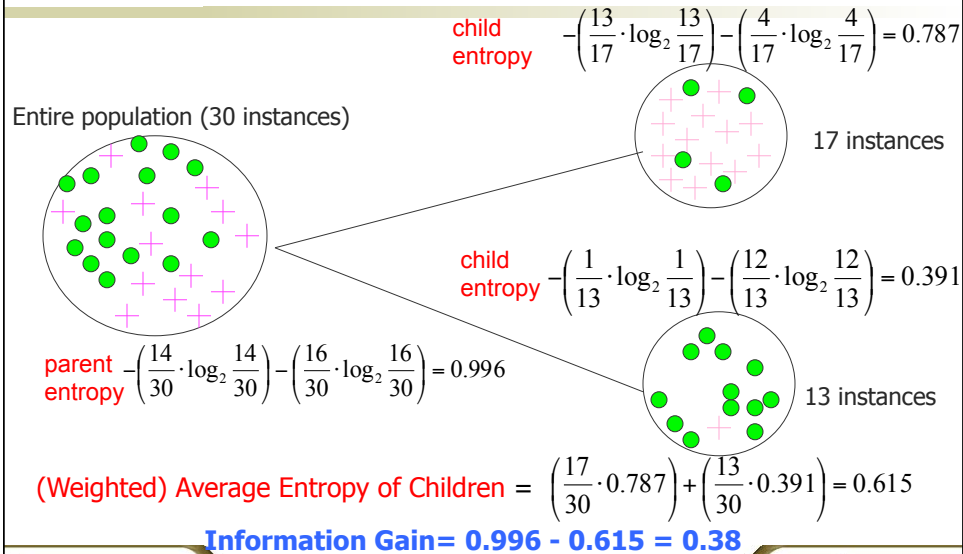 child entropy −(13/17 · log₂ 13/17) − (4/17 · log₂ 4/17) = 0.787
Entire population (30 instances)
17 instances
child entropy −(1/13 · log₂ 1/13) − (12/13 · log₂ 12/13) = 0.391
parent entropy −(14/30 · log₂ 14/30) − (16/30 · log₂ 16/30) = 0.996
13 instances
(Weighted) Average Entropy of Children = (17/30 · 0.787) + (13/30 · 0.391) = 0.615
Information Gain= 0.996 - 0.615 = 0.38